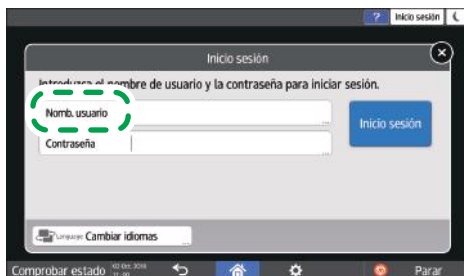 ? Inicio sesión
Inicio sesión
Introduzca el nombre de usuario y la contraseña para iniciar sesión.
Nomb. usuario
Inicio sesión
Contraseña
Language Cambiar idiomas
Comprobar estado
Parar